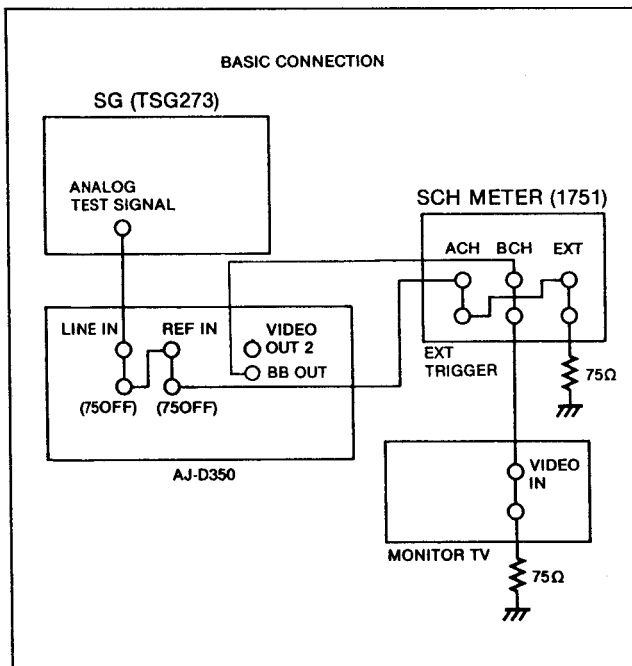 BASIC CONNECTION
SG (TSG273)
ANALOG
TEST SIGNAL
SCH METER (1751)
ACH BCH EXT
EXT
TRIGGER
75Ω
LINE IN REF IN VIDEO
OUT 2
BB OUT
(75OFF) (75OFF)
AJ-D350
VIDEO
IN
MONITOR TV
75Ω